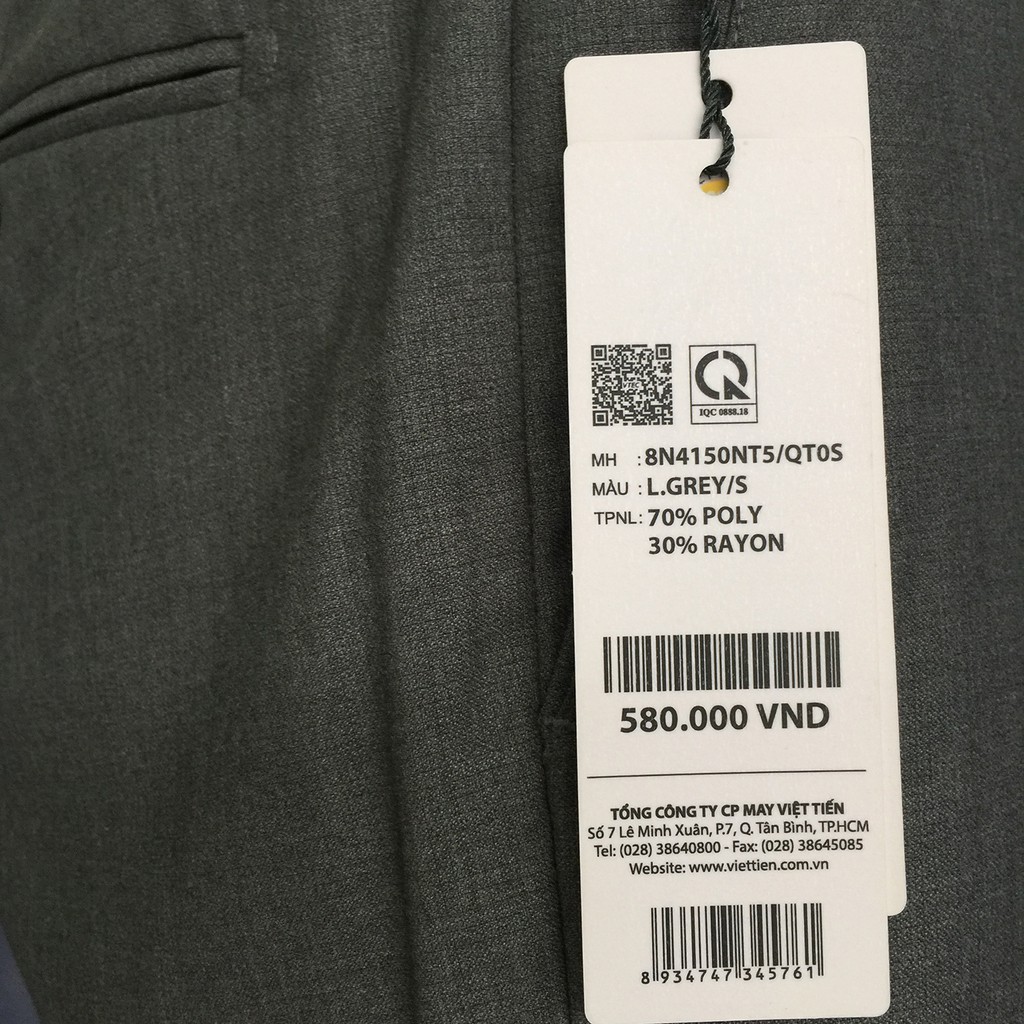 VTEC
IQC 0888.18
MH : 8N4150NT5/QT0S
MÀU : L.GREY/S
TPNL: 70% POLY
30% RAYON
580.000 VND
TỔNG CÔNG TY CP MAY VIỆT TIẾN
Số 7 Lê Minh Xuân, P.7, Q. Tân Bình, TP.HCM
Tel: (028) 38640800 - Fax: (028) 38645085
Website: www.viettien.com.vn
8 934747 345761